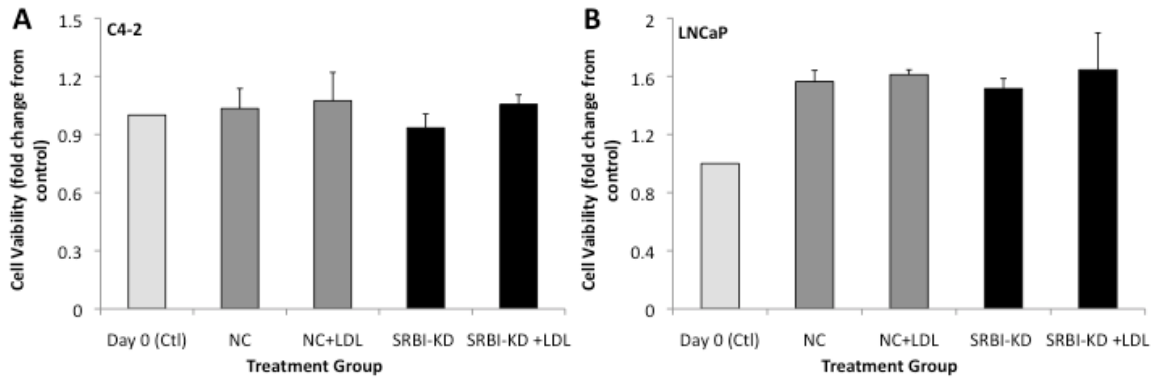 A
C4-2
Cell Vaibility (fold change from
control)
1.5
1.2
0.9
0.6
0.3
0
Day 0 (Ctl) NC NC+LDL SRBI-KD SRBI-KD +LDL
Treatment Group
B
LNCaP
Cell Vaibility (fold change from
control)
2
1.6
1.2
0.8
0.4
0
Day 0 (Ctl) NC NC+LDL SRBI-KD SRBI-KD +LDL
Treatment Group